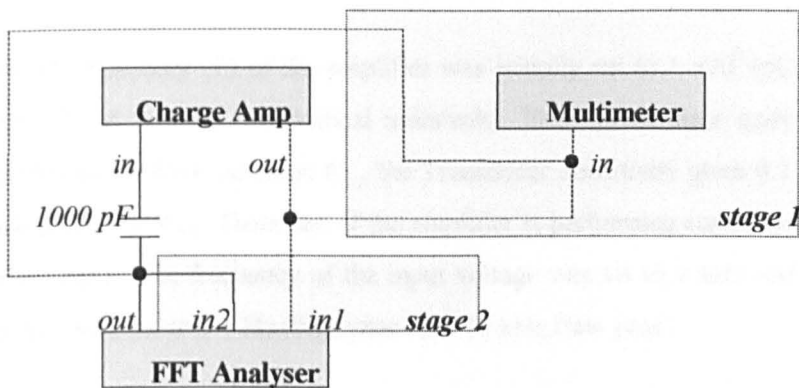 Charge Amp
Multimeter
in
out
in
1000 pF
stage 1
out
in2
in1
stage 2
FFT Analyser